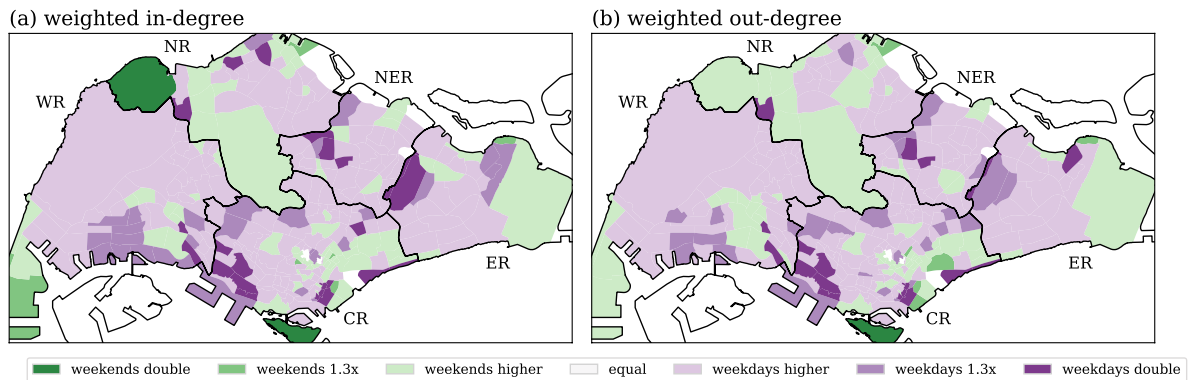 (a) weighted in-degree
(b) weighted out-degree
NR
NER
WR
ER
CR
NR
NER
WR
ER
CR
weekends double
weekends 1.3x
weekends higher
equal
weekdays higher
weekdays 1.3x
weekdays double